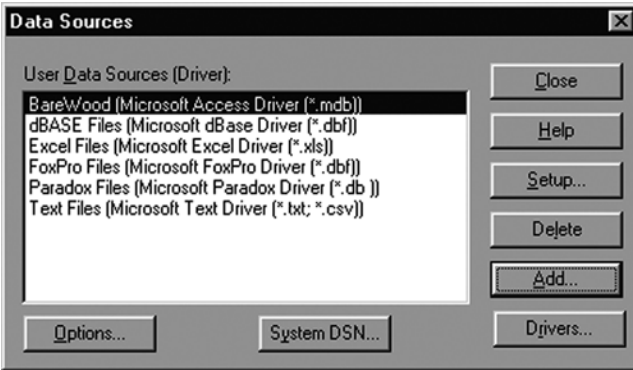 Data Sources
User Data Sources (Driver):
BareWood (Microsoft Access Driver (*.mdb))
dBASE Files (Microsoft dBase Driver (*.dbf))
Excel Files (Microsoft Excel Driver (*.xls))
FoxPro Files (Microsoft FoxPro Driver (*.dbf))
Paradox Files (Microsoft Paradox Driver (*.db ))
Text Files (Microsoft Text Driver (*.txt; *.csv))
Close
Help
Setup...
Delete
Add...
Options...
System DSN...
Drivers...